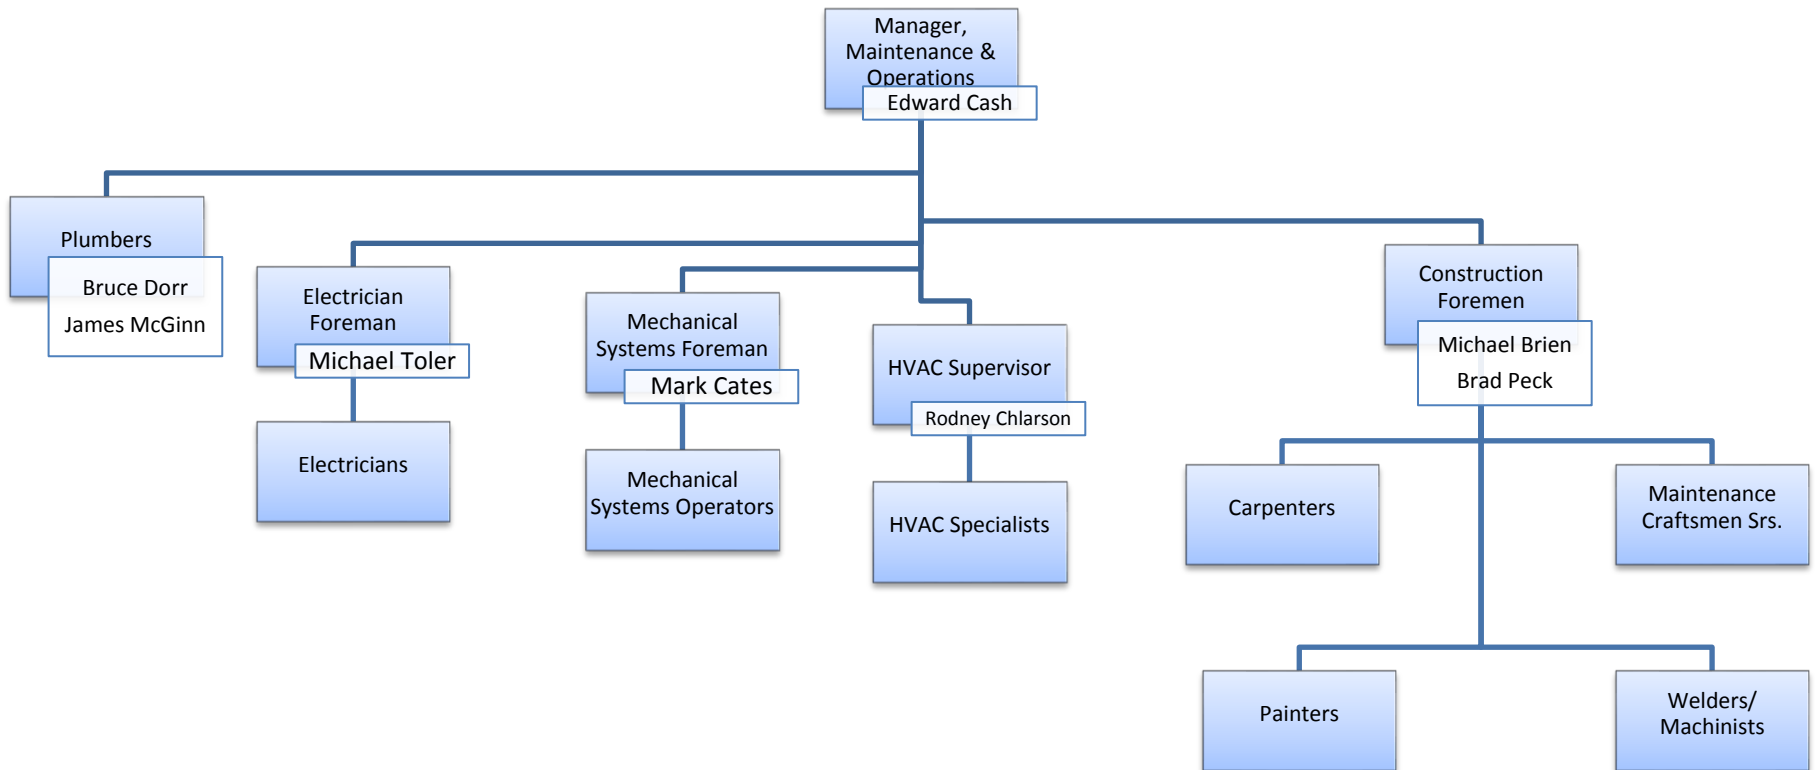 Manager,
Maintenance &
Operations
Edward Cash
Plumbers
Bruce Dorr
James McGinn
Electrician
Foreman
Michael Toler
Electricians
Mechanical
Systems Foreman
Mark Cates
Mechanical
Systems Operators
HVAC Supervisor
Rodney Chlarson
HVAC Specialists
Construction
Foremen
Michael Brien
Brad Peck
Carpenters
Maintenance
Craftsmen Srs.
Painters
Welders/
Machinists